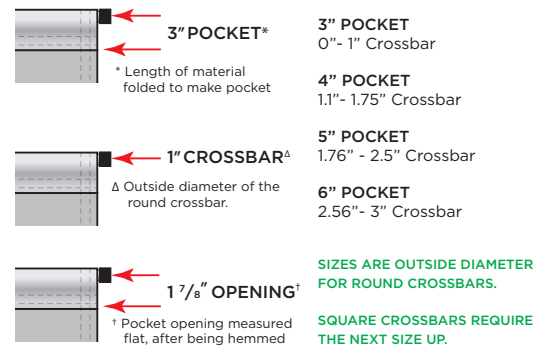 3” POCKET*
* Length of material
folded to make pocket
1” CROSSBAR∆
∆ Outside diameter of the
round crossbar.
1 7/8” OPENING†
† Pocket opening measured
flat, after being hemmed
3” POCKET
0”- 1” Crossbar
4” POCKET
1.1”- 1.75” Crossbar
5” POCKET
1.76” - 2.5” Crossbar
6” POCKET
2.56”- 3” Crossbar
SIZES ARE OUTSIDE DIAMETER
FOR ROUND CROSSBARS.
SQUARE CROSSBARS REQUIRE
THE NEXT SIZE UP.